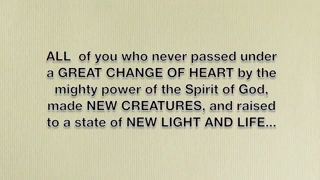 ALL  of you who never passed under
a GREAT CHANGE OF HEART by the
mighty power of the Spirit of God,
made NEW CREATURES, and raised
to a state of NEW LIGHT AND LIFE...